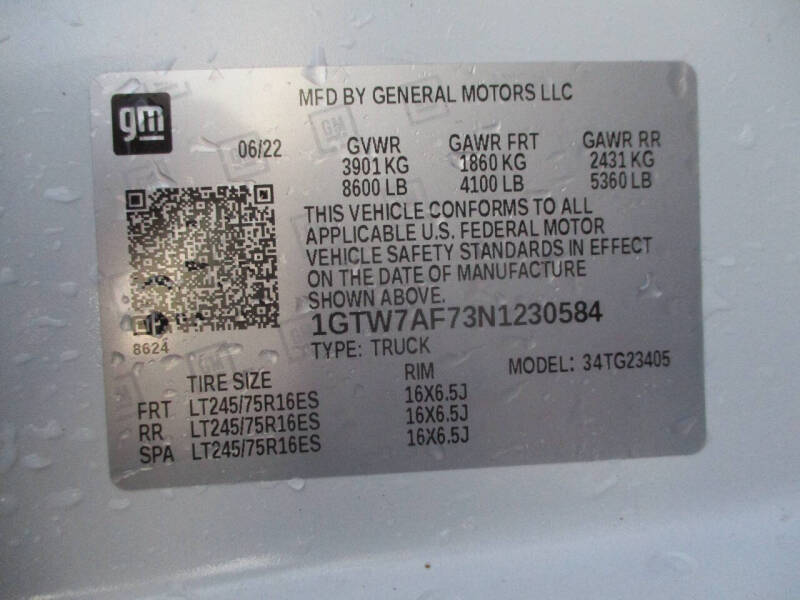 gm
MFD BY GENERAL MOTORS LLC
06/22
GVWR GAWR FRT GAWR RR
3901 KG 1860 KG 2431 KG
8600 LB 4100 LB 5360 LB
THIS VEHICLE CONFORMS TO ALL
APPLICABLE U.S. FEDERAL MOTOR
VEHICLE SAFETY STANDARDS IN EFFECT
ON THE DATE OF MANUFACTURE
SHOWN ABOVE.
1GTW7AF73N1230584
8624
TYPE: TRUCK
MODEL: 34TG23405
TIRE SIZE RIM
FRT LT245/75R16ES 16X6.5J
RR LT245/75R16ES 16X6.5J
SPA LT245/75R16ES 16X6.5J